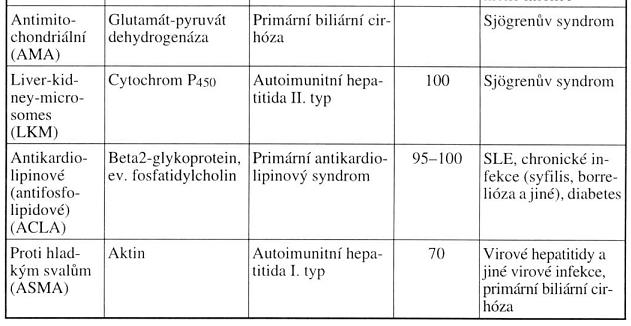 Antimito-
chondriální
(AMA)
Glutamát-pyruvát
dehydrogenáza
Primární biliární cir-
hóza
Sjögrenův syndrom
Liver-kid-
ney-micro-
somes
(LKM)
Cytochrom P450
Autoimunitní hepa-
titida II. typ
100
Sjögrenův syndrom
Antikardio-
lipinové
(antifosfo-
lipidové)
(ACLA)
Beta2-glykoprotein,
ev. fosfatidylcholin
Primární antikardio-
lipinový syndrom
95–100
SLE, chronické in-
fekce (syfilis, borre-
lióza a jiné), diabetes
Proti hlad-
kým svalům
(ASMA)
Aktin
Autoimunitní hepa-
titida I. typ
70
Virové hepatitidy a
jiné virové infekce,
primární biliární cir-
hóza